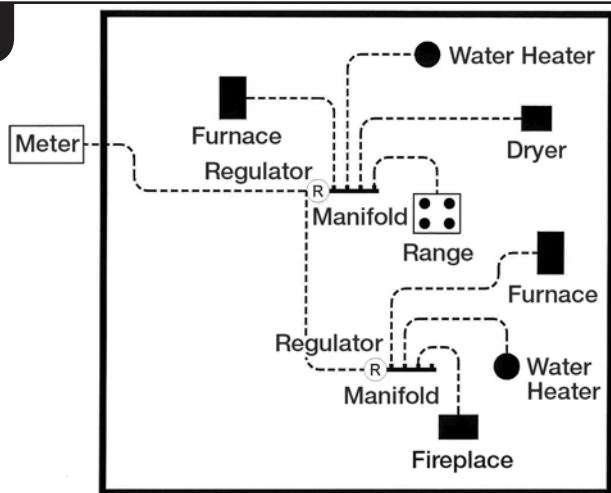 Water Heater
Furnace
Meter
Dryer
Regulator
R
Manifold
Range
Furnace
Regulator
R
Water
Heater
Manifold
Fireplace